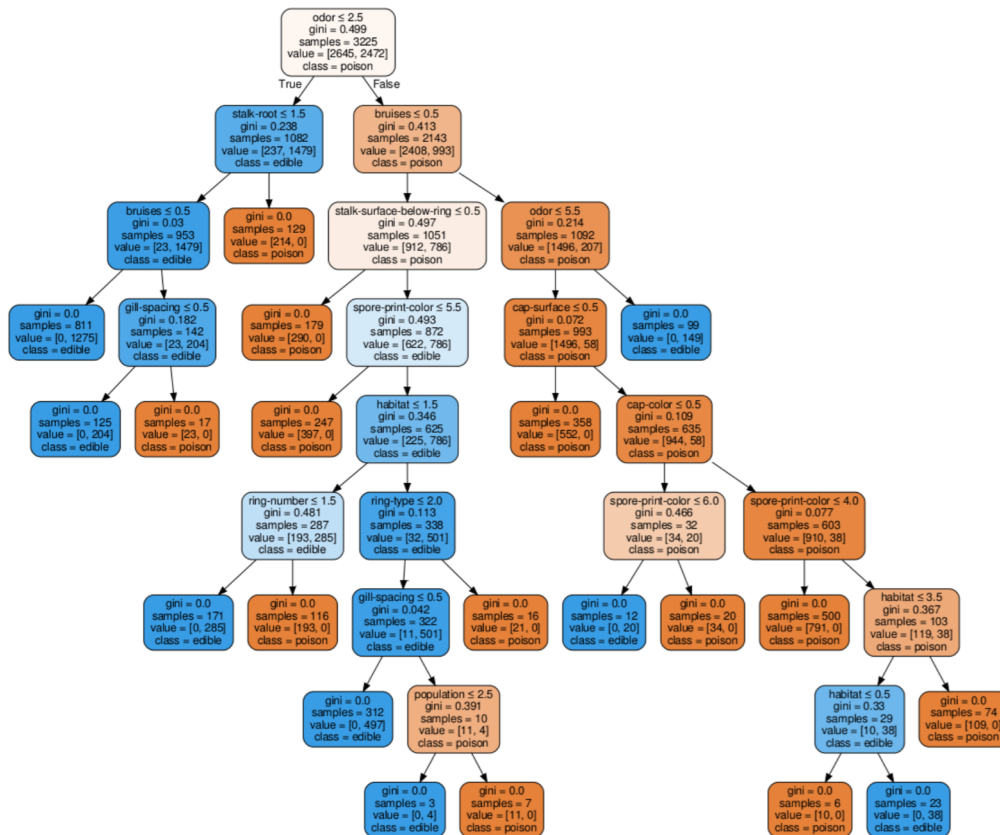 odor ≤ 2.5
gini = 0.499
samples = 3225
value = [2645, 2472]
class = poison
True
False
stalk-root ≤ 1.5
gini = 0.238
samples = 1082
value = [237, 1479]
class = edible
bruises ≤ 0.5
gini = 0.413
samples = 2143
value = [2408, 993]
class = poison
bruises ≤ 0.5
gini = 0.03
samples = 953
value = [23, 1479]
class = edible
gini = 0.0
samples = 129
value = [214, 0]
class = poison
stalk-surface-below-ring ≤ 0.5
gini = 0.497
samples = 1051
value = [912, 786]
class = poison
odor ≤ 5.5
gini = 0.214
samples = 1092
value = [1496, 207]
class = poison
gini = 0.0
samples = 811
value = [0, 1275]
class = edible
gill-spacing ≤ 0.5
gini = 0.182
samples = 142
value = [23, 204]
class = edible
gini = 0.0
samples = 179
value = [290, 0]
class = poison
spore-print-color ≤ 5.5
gini = 0.493
samples = 872
value = [622, 786]
class = edible
cap-surface ≤ 0.5
gini = 0.072
samples = 993
value = [1496, 58]
class = poison
gini = 0.0
samples = 99
value = [0, 149]
class = edible
gini = 0.0
samples = 125
value = [0, 204]
class = edible
gini = 0.0
samples = 17
value = [23, 0]
class = poison
gini = 0.0
samples = 247
value = [397, 0]
class = poison
habitat ≤ 1.5
gini = 0.346
samples = 625
value = [225, 786]
class = edible
gini = 0.0
samples = 358
value = [552, 0]
class = poison
cap-color ≤ 0.5
gini = 0.109
samples = 635
value = [944, 58]
class = poison
ring-number ≤ 1.5
gini = 0.481
samples = 287
value = [193, 285]
class = edible
ring-type ≤ 2.0
gini = 0.113
samples = 338
value = [32, 501]
class = edible
spore-print-color ≤ 6.0
gini = 0.466
samples = 32
value = [34, 20]
class = poison
spore-print-color ≤ 4.0
gini = 0.077
samples = 603
value = [910, 38]
class = poison
gini = 0.0
samples = 171
value = [0, 285]
class = edible
gini = 0.0
samples = 116
value = [193, 0]
class = poison
gill-spacing ≤ 0.5
gini = 0.042
samples = 322
value = [11, 501]
class = edible
gini = 0.0
samples = 16
value = [21, 0]
class = poison
gini = 0.0
samples = 12
value = [0, 20]
class = edible
gini = 0.0
samples = 20
value = [34, 0]
class = poison
gini = 0.0
samples = 500
value = [791, 0]
class = poison
habitat ≤ 3.5
gini = 0.367
samples = 103
value = [119, 38]
class = poison
gini = 0.0
samples = 312
value = [0, 497]
class = edible
population ≤ 2.5
gini = 0.391
samples = 10
value = [11, 4]
class = poison
habitat ≤ 0.5
gini = 0.33
samples = 29
value = [10, 38]
class = edible
gini = 0.0
samples = 74
value = [109, 0]
class = poison
gini = 0.0
samples = 3
value = [0, 4]
class = edible
gini = 0.0
samples = 7
value = [11, 0]
class = poison
gini = 0.0
samples = 6
value = [10, 0]
class = poison
gini = 0.0
samples = 23
value = [0, 38]
class = edible